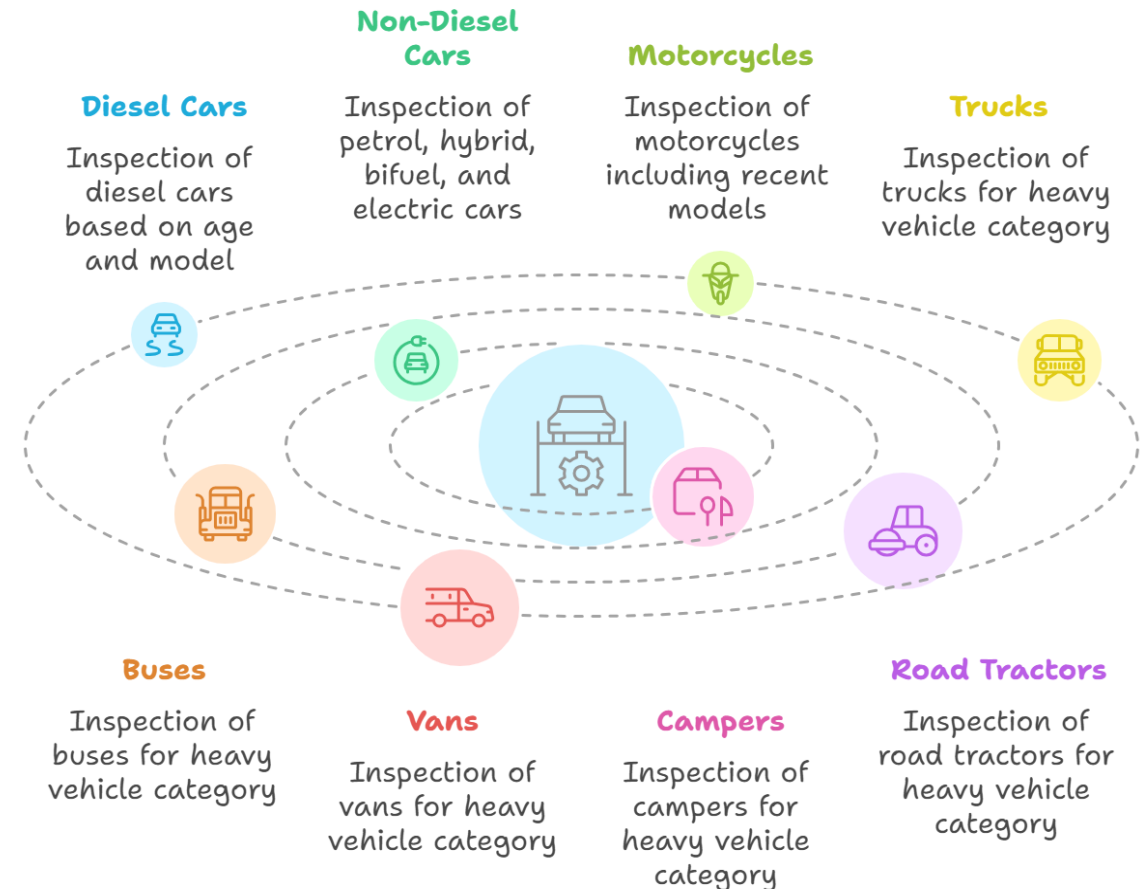 Diesel Cars
Inspection of
diesel cars
based on age
and model
Non-Diesel
Cars
Inspection of
petrol, hybrid,
bifuel, and
electric cars
Motorcycles
Inspection of
motorcycles
including recent
models
Trucks
Inspection of
trucks for heavy
vehicle category
Buses
Inspection of
buses for heavy
vehicle category
Vans
Inspection of
vans for heavy
vehicle category
Campers
Inspection of
campers for
heavy vehicle
category
Road Tractors
Inspection of
road tractors for
heavy vehicle
category